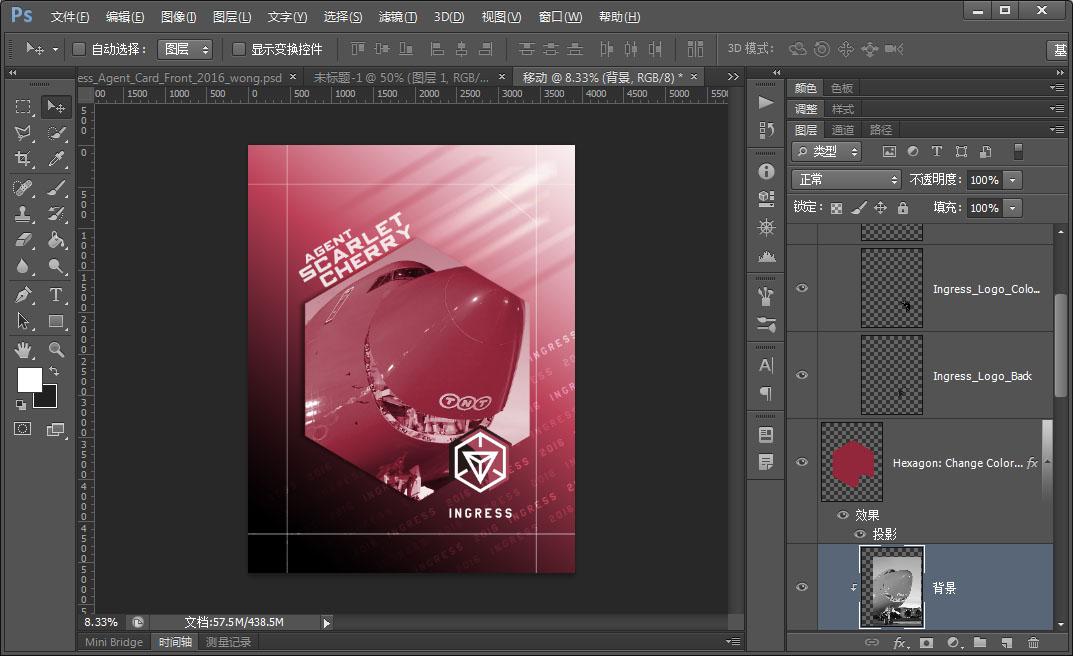 Ps 文件(F) 编辑(E) 图像(I) 图层(L) 文字(Y) 选择(S) 滤镜(T) 3D(D) 视图(V) 窗口(W) 帮助(H)
自动选择: 图层 显示变换控件 3D 模式: 基
ess_Agent_Card_Front_2016_wong.psd × 未标题-1 @ 50% (图层 1, RGB/... × 移动 @ 8.33% (背景, RGB/8) * ×
00 1500 1000 500 0 500 1000 1500 2000 2500 3000 3500 4000 4500 5000 550
颜色 色板
调整 样式
图层 通道 路径
类型
正常 不透明度: 100%
锁定: 填充: 100%
AGENT
SCARLET
CHERRY
TNT
INGRESS
2016
INGRESS
2016
INGRESS
Ingress_Logo_Colo...
Ingress_Logo_Back
Hexagon: Change Color... fx
效果
投影
背景
8.33% 文档:57.5M/438.5M
Mini Bridge 时间轴 测量记录
fx